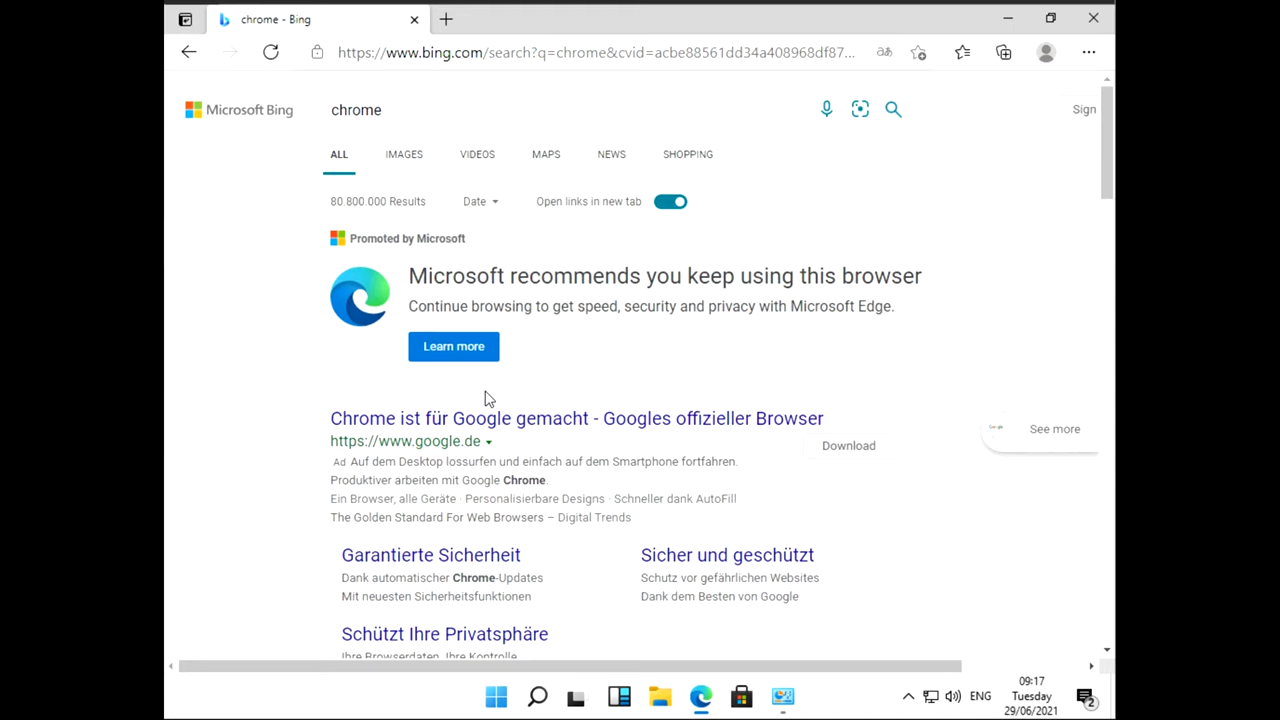 chrome - Bing
https://www.bing.com/search?q=chrome&cvid=acbe88561dd34a408968df87...
Microsoft Bing
chrome
Sign
ALL IMAGES VIDEOS MAPS NEWS SHOPPING
80.800.000 Results Date Open links in new tab
Promoted by Microsoft
Microsoft recommends you keep using this browser
Continue browsing to get speed, security and privacy with Microsoft Edge.
Learn more
Chrome ist für Google gemacht - Googles offizieller Browser
https://www.google.de
See more
Download
Ad Auf dem Desktop lossurfen und einfach auf dem Smartphone fortfahren.
Produktiver arbeiten mit Google Chrome.
Ein Browser, alle Geräte · Personalisierbare Designs · Schneller dank AutoFill
The Golden Standard For Web Browsers – Digital Trends
Garantierte Sicherheit
Dank automatischer Chrome-Updates
Mit neuesten Sicherheitsfunktionen
Sicher und geschützt
Schutz vor gefährlichen Websites
Dank dem Besten von Google
Schützt Ihre Privatsphäre
Ihre Browserdaten, Ihre Kontrolle
ENG
09:17
Tuesday
29/06/2021
2